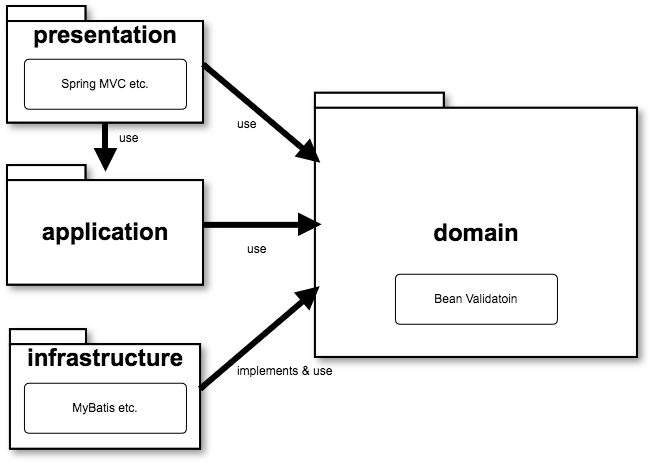 presentation
Spring MVC etc.
use
use
application
use
domain
Bean Validatoin
infrastructure
MyBatis etc.
implements & use